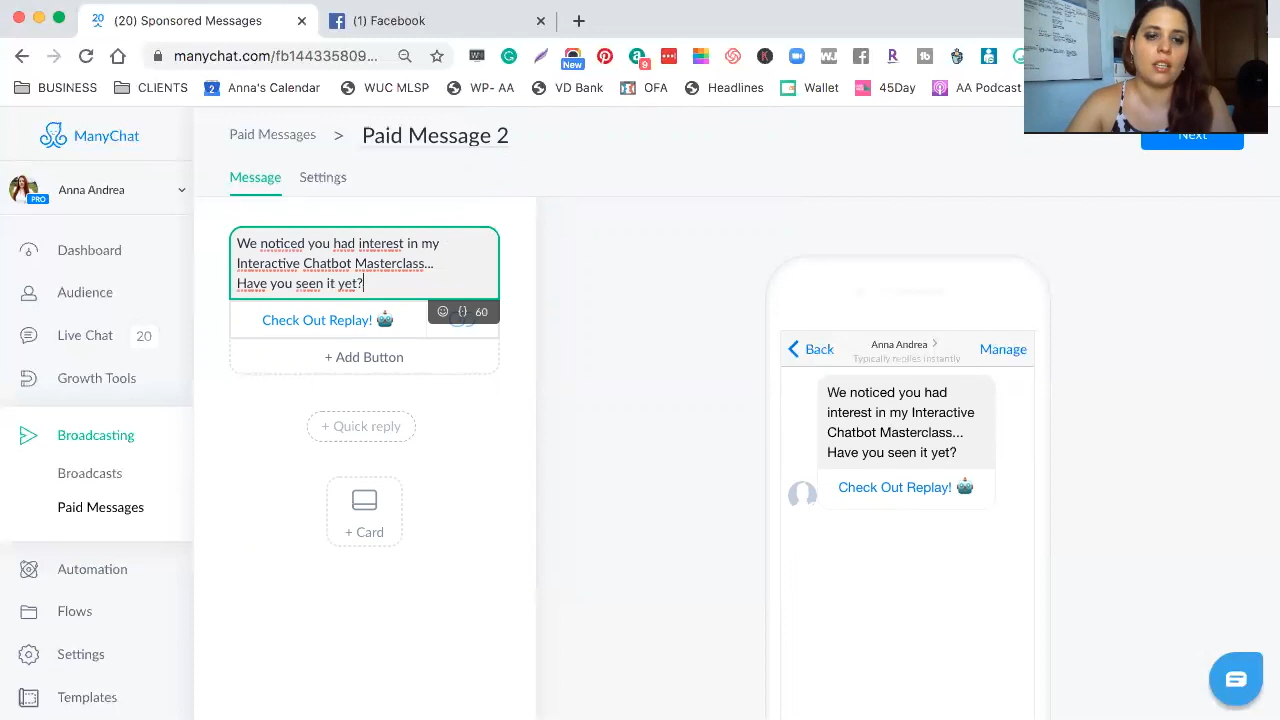 (20) Sponsored Messages
(1) Facebook
manychat.com/fb14433580...
New
9
BUSINESS
CLIENTS
Anna's Calendar
WUC MLSP
WP- AA
VD Bank
OFA
Headlines
Wallet
45Day
AA Podcast
ManyChat
Paid Messages > Paid Message 2
Next
Message
Settings
PRO
Anna Andrea
Dashboard
Audience
Live Chat 20
Growth Tools
Broadcasting
Broadcasts
Paid Messages
Automation
Flows
Settings
Templates
We noticed you had interest in my
Interactive Chatbot Masterclass...
Have you seen it yet?
{} 60
Check Out Replay! 🤖
+ Add Button
+ Quick reply
+ Card
Back
Anna Andrea
Typically replies instantly
Manage
We noticed you had
interest in my Interactive
Chatbot Masterclass...
Have you seen it yet?
Check Out Replay! 🤖